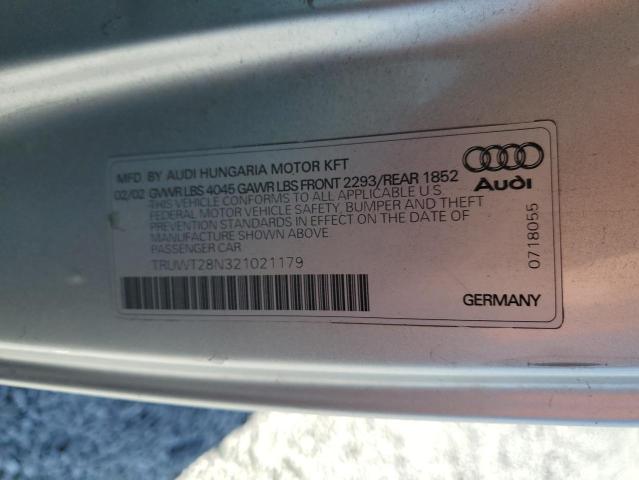 MFD BY AUDI HUNGARIA MOTOR KFT
02/02 GVWR LBS 4045 GAWR LBS FRONT 2293/REAR 1852
THIS VEHICLE CONFORMS TO ALL APPLICABLE U.S.
FEDERAL MOTOR VEHICLE SAFETY, BUMPER AND THEFT
PREVENTION STANDARDS IN EFFECT ON THE DATE OF
MANUFACTURE SHOWN ABOVE.
PASSENGER CAR
TRUWT28N321021179
Audi
0718055
GERMANY